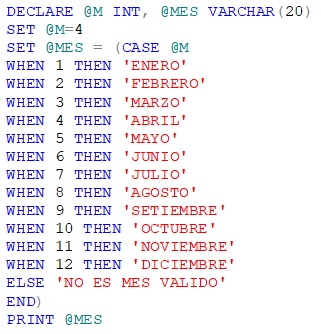 DECLARE @M INT, @MES VARCHAR(20)
SET @M=4
SET @MES = (CASE @M
WHEN 1 THEN 'ENERO'
WHEN 2 THEN 'FEBRERO'
WHEN 3 THEN 'MARZO'
WHEN 4 THEN 'ABRIL'
WHEN 5 THEN 'MAYO'
WHEN 6 THEN 'JUNIO'
WHEN 7 THEN 'JULIO'
WHEN 8 THEN 'AGOSTO'
WHEN 9 THEN 'SETIEMBRE'
WHEN 10 THEN 'OCTUBRE'
WHEN 11 THEN 'NOVIEMBRE'
WHEN 12 THEN 'DICIEMBRE'
ELSE 'NO ES MES VALIDO'
END)
PRINT @MES